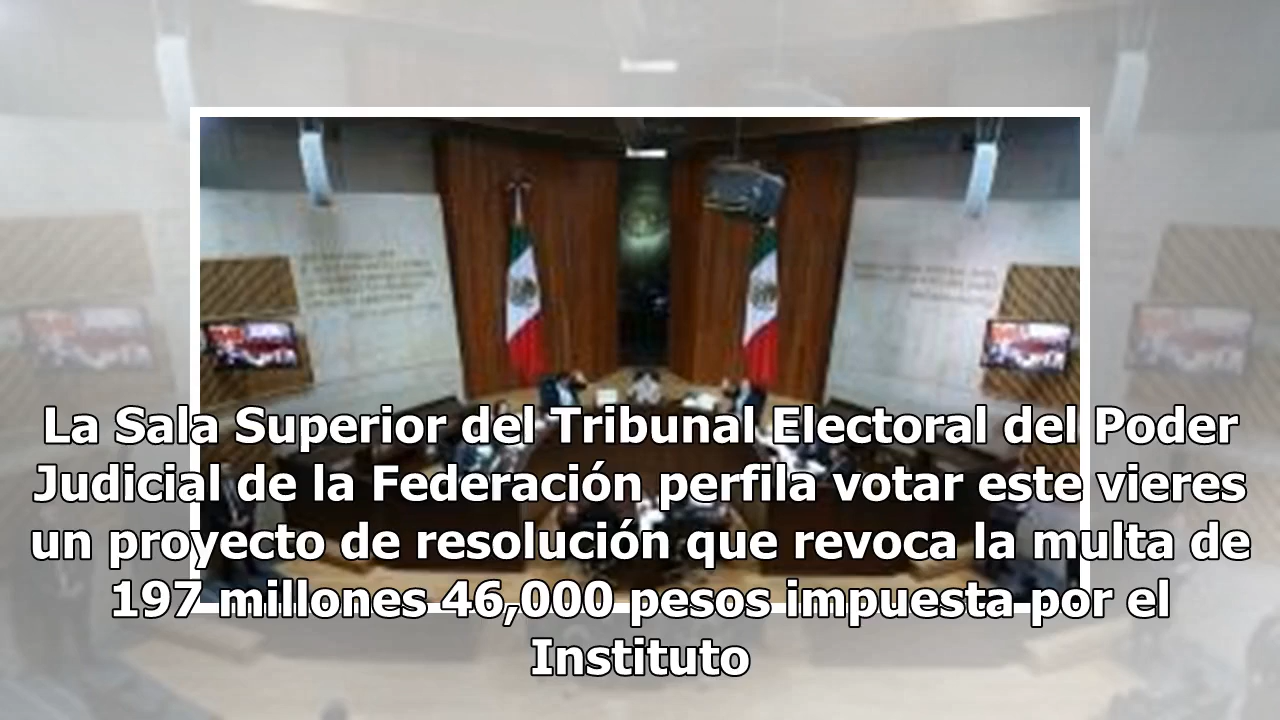 La Sala Superior del Tribunal Electoral del Poder
Judicial de la Federación perfila votar este vieres
un proyecto de resolución que revoca la multa de
197 millones 46,000 pesos impuesta por el
Instituto